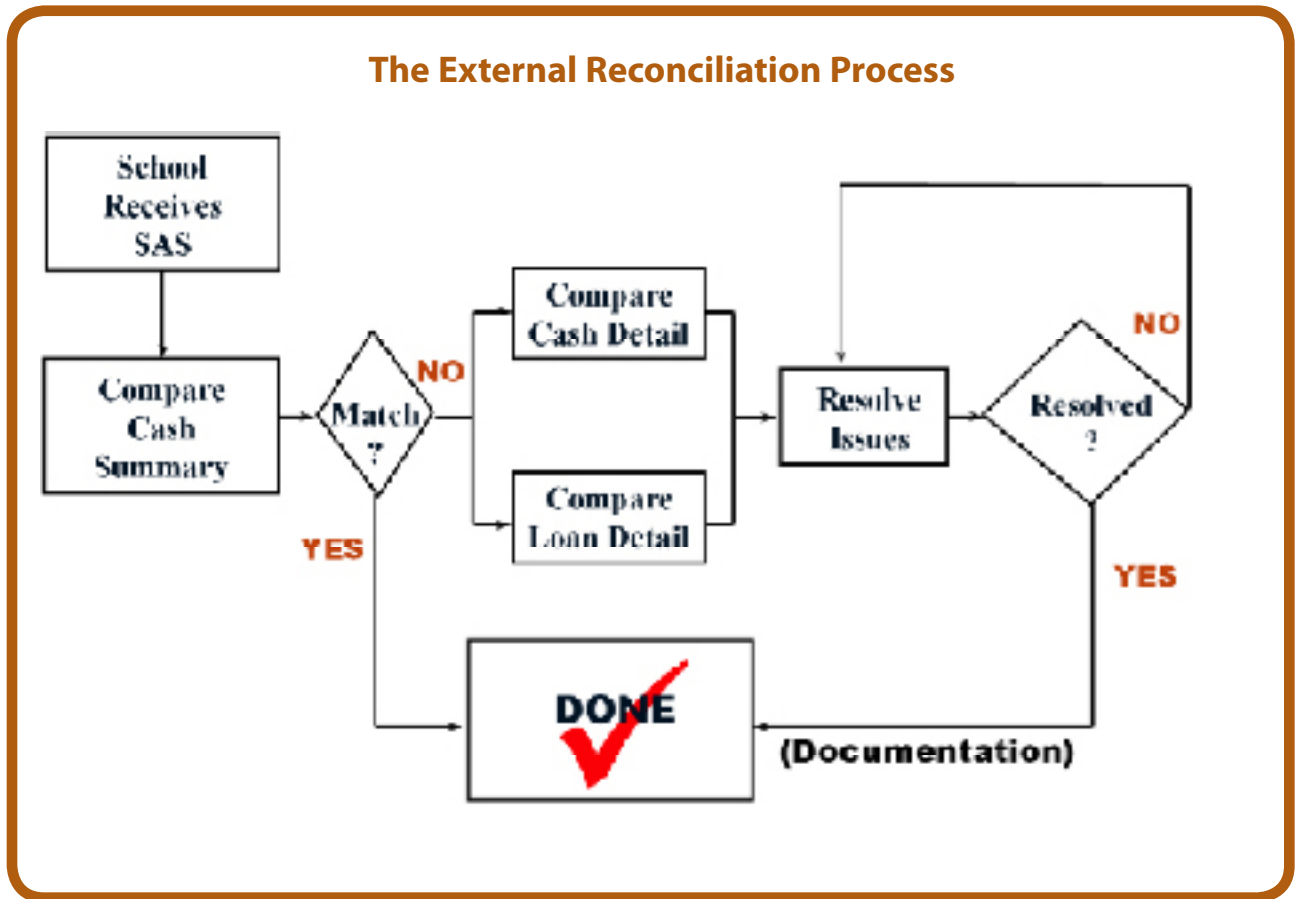 The External Reconciliation Process
School
Receives
SAS
Compare
Cash
Summary
Match
?
NO
YES
Compare
Cash Detail
Compare
Loan Detail
Resolve
Issues
Resolved
?
NO
YES
DONE
(Documentation)